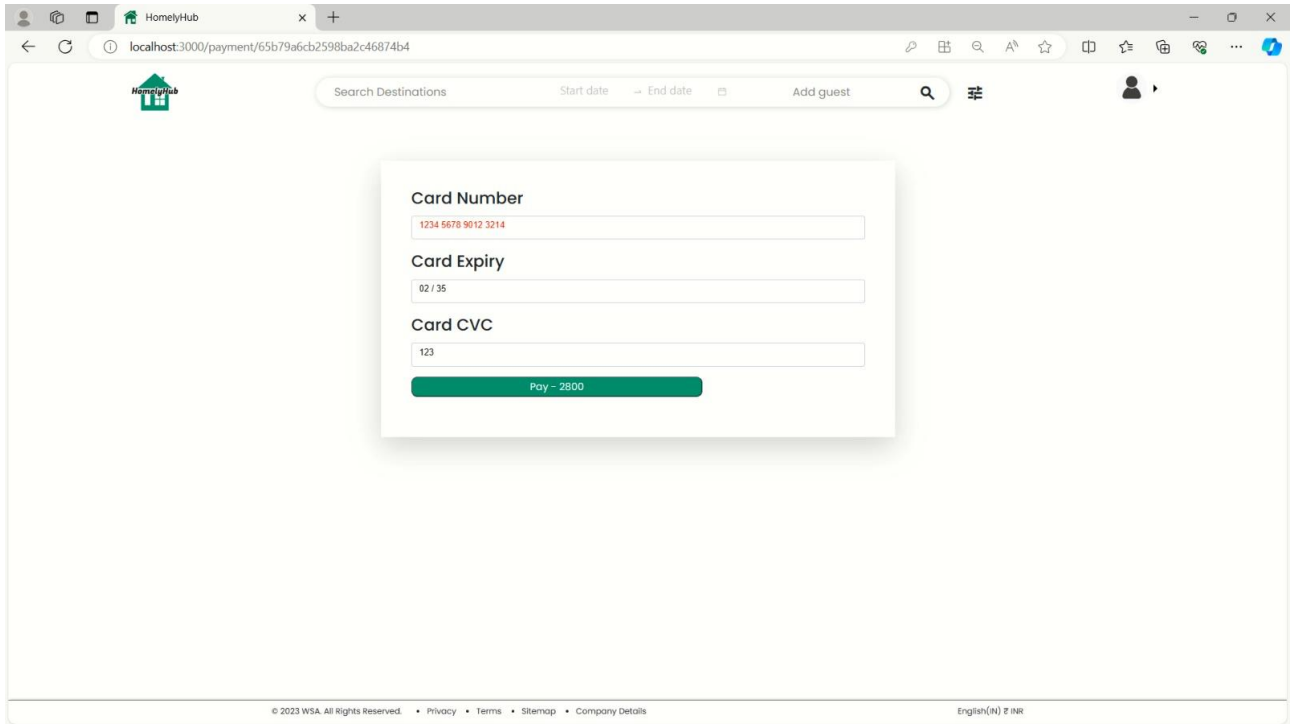 HomelyHub
localhost:3000/payment/65b79a6cb2598ba2c46874b4
HomelyHub
Search Destinations Start date → End date Add guest
Card Number
1234 5678 9012 3214
Card Expiry
02 / 35
Card CVC
123
Pay - 2800
© 2023 WSA. All Rights Reserved. • Privacy • Terms • Sitemap • Company Details English(IN) ₹ INR